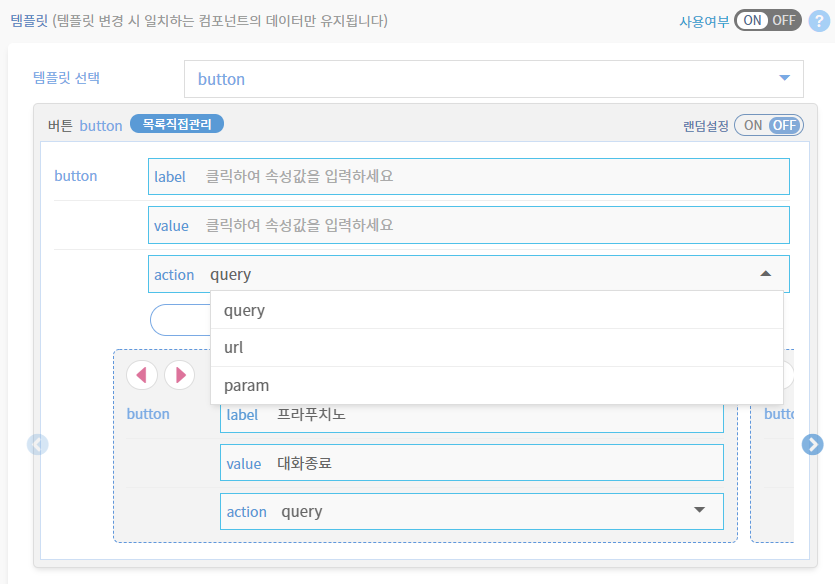 템플릿 (템플릿 변경 시 일치하는 컴포넌트의 데이터만 유지됩니다) 사용여부 ON OFF ?
템플릿 선택 button
버튼 button 목록직접관리 랜덤설정 ON OFF
button label 클릭하여 속성값을 입력하세요
value 클릭하여 속성값을 입력하세요
action query
query
url
param
button label 프라푸치노
value 대화종료
action query